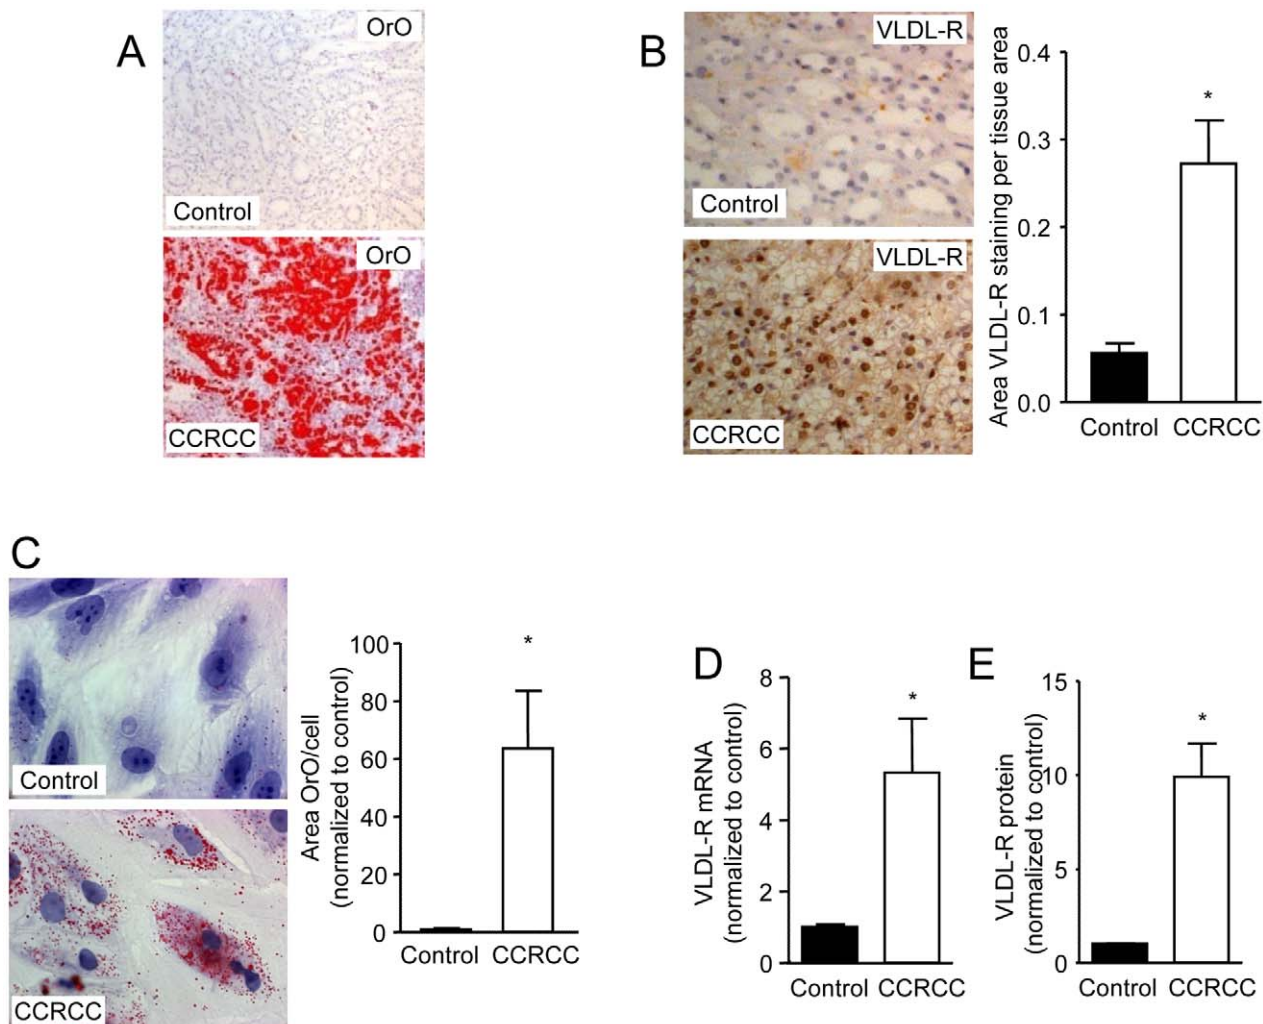 A
OrO
Control
OrO
CCRCC
B
VLDL-R
Control
VLDL-R
CCRCC
Area VLDL-R staining per tissue area
0.4
0.3
0.2
0.1
0.0
*
Control CCRCC
C
Control
CCRCC
Area OrO/cell
(normalized to control)
100
80
60
40
20
0
*
Control CCRCC
D
VLDL-R mRNA
(normalized to control)
8
6
4
2
0
*
Control CCRCC
E
VLDL-R protein
(normalized to control)
15
10
5
0
*
Control CCRCC